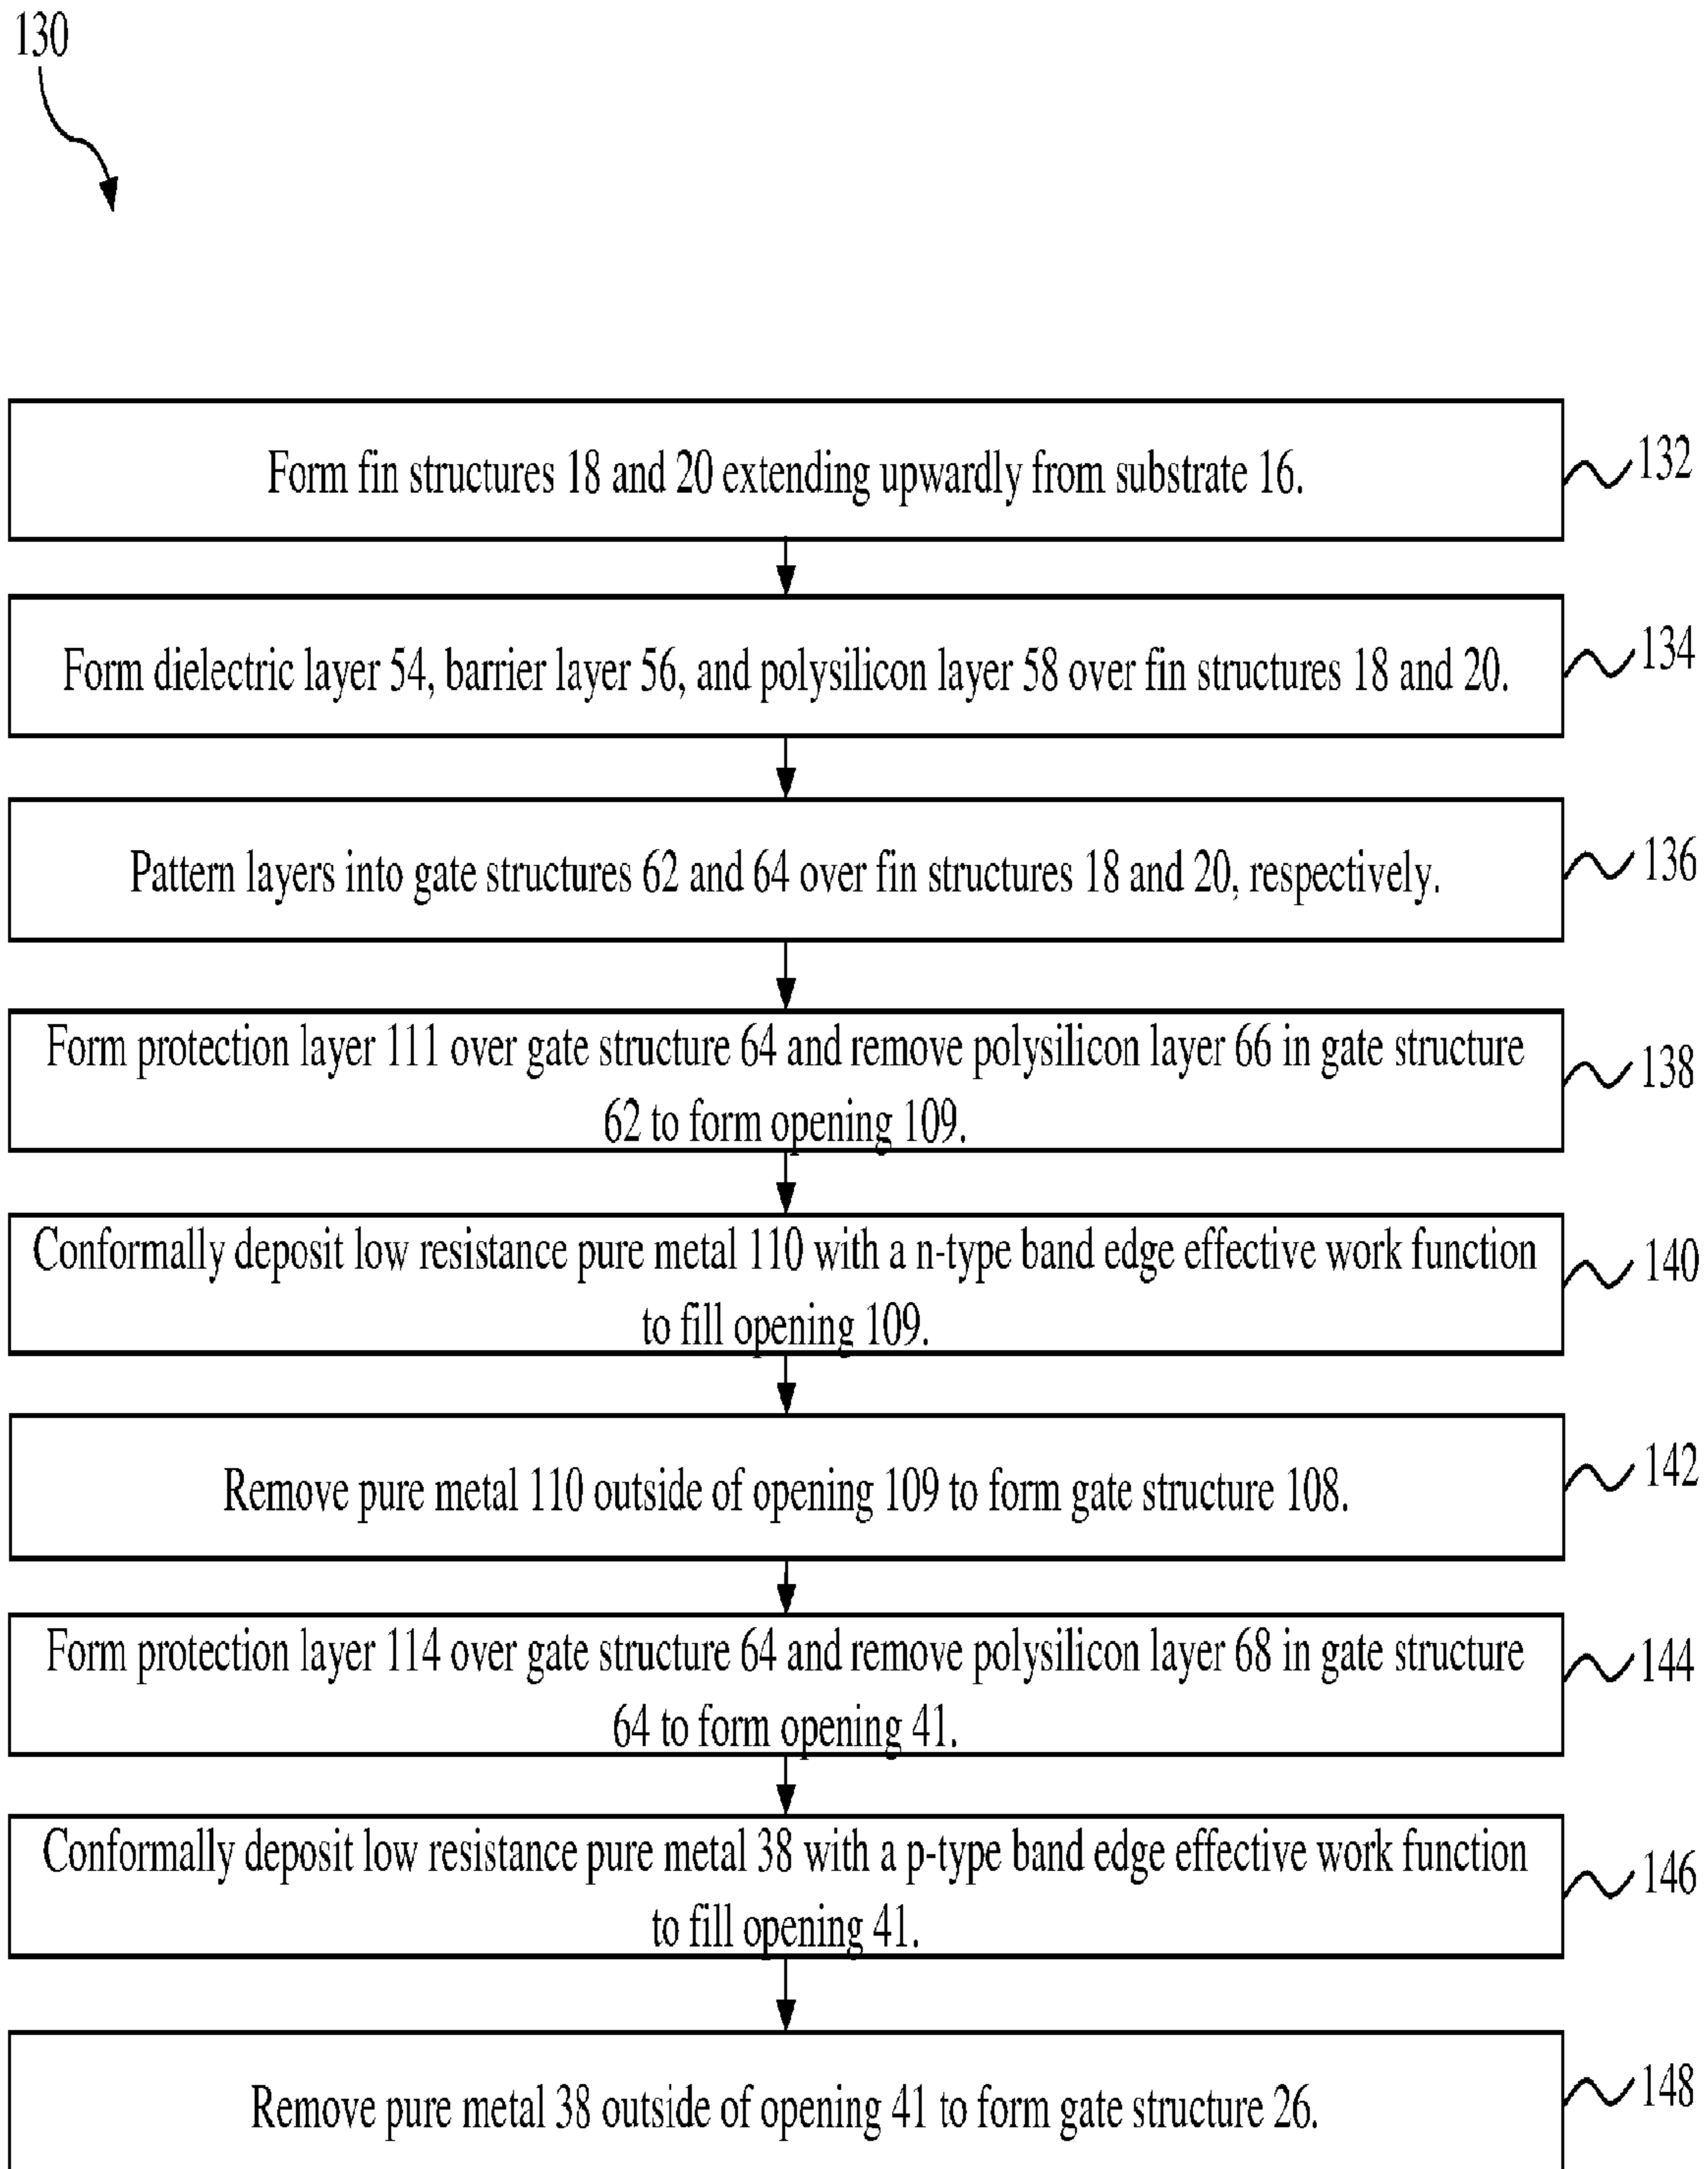 130
Form fin structures 18 and 20 extending upwardly from substrate 16.
132
Form dielectric layer 54, barrier layer 56, and polysilicon layer 58 over fin structures 18 and 20.
134
Pattern layers into gate structures 62 and 64 over fin structures 18 and 20, respectively.
136
Form protection layer 111 over gate structure 64 and remove polysilicon layer 66 in gate structure
62 to form opening 109.
138
Conformally deposit low resistance pure metal 110 with a n-type band edge effective work function
to fill opening 109.
140
Remove pure metal 110 outside of opening 109 to form gate structure 108.
142
Form protection layer 114 over gate structure 64 and remove polysilicon layer 68 in gate structure
64 to form opening 41.
144
Conformally deposit low resistance pure metal 38 with a p-type band edge effective work function
to fill opening 41.
146
Remove pure metal 38 outside of opening 41 to form gate structure 26.
148